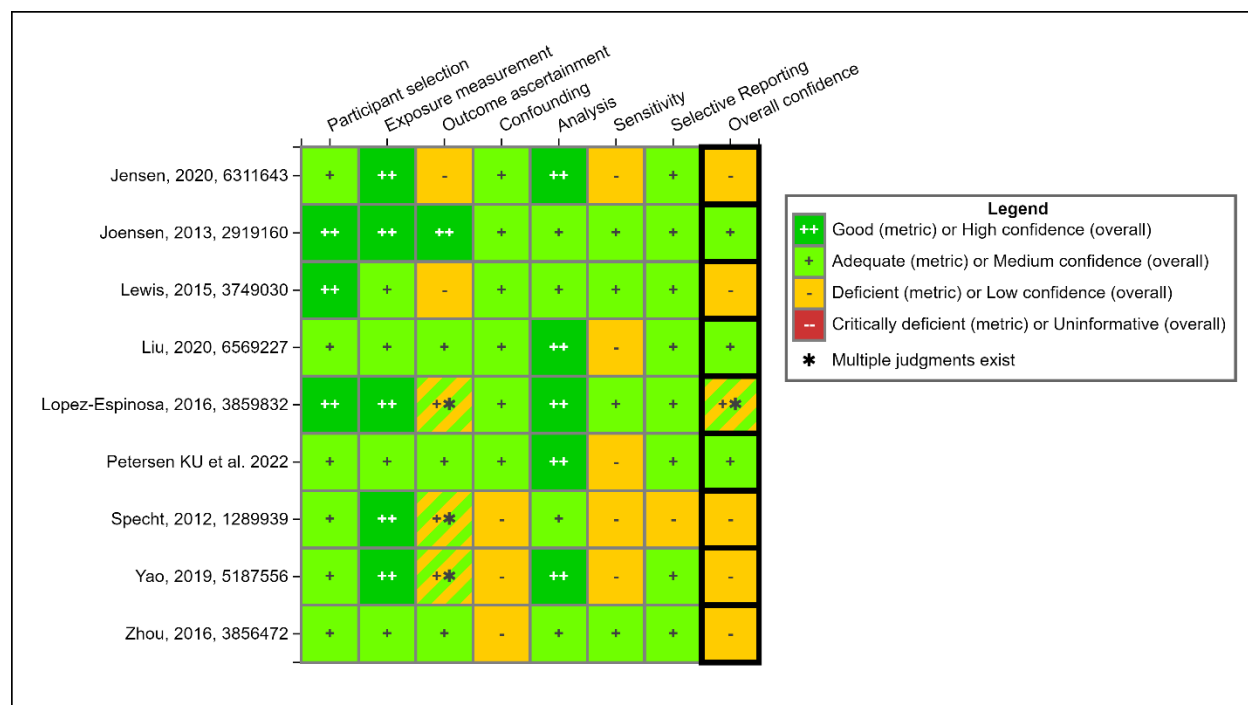 Participant selection
Exposure measurement
Outcome ascertainment
Confounding
Analysis
Sensitivity
Selective Reporting
Overall confidence
Jensen, 2020, 6311643 + ++ - + ++ - + -
Joensen, 2013, 2919160 ++ ++ ++ + + + + +
Lewis, 2015, 3749030 ++ + - + + + + -
Liu, 2020, 6569227 + + + + ++ - + +
Lopez-Espinosa, 2016, 3859832 ++ ++ +✱ + ++ + + +✱
Petersen KU et al. 2022 + + + + ++ - + +
Specht, 2012, 1289939 + ++ +✱ - + - - -
Yao, 2019, 5187556 + ++ +✱ - ++ - + -
Zhou, 2016, 3856472 + + + - + + + -
Legend
++ Good (metric) or High confidence (overall)
+ Adequate (metric) or Medium confidence (overall)
- Deficient (metric) or Low confidence (overall)
-- Critically deficient (metric) or Uninformative (overall)
✱ Multiple judgments exist